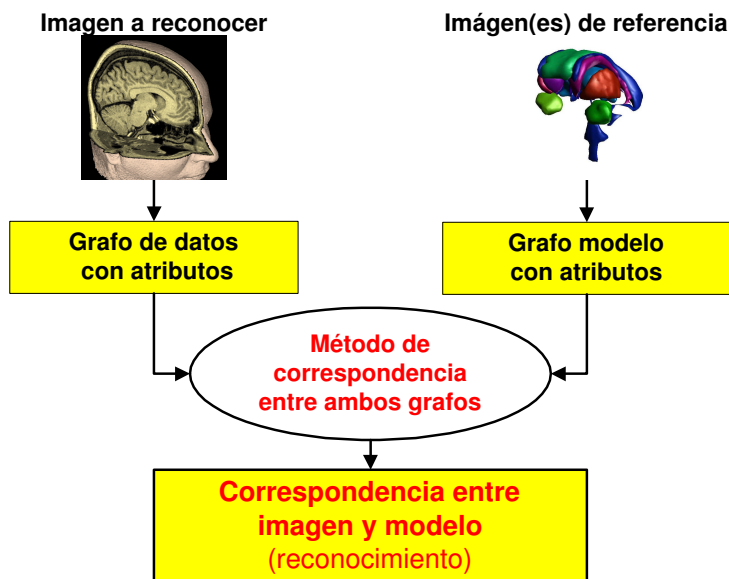 Imagen a reconocer
Imágén(es) de referencia
Grafo de datos
con atributos
Grafo modelo
con atributos
Método de
correspondencia
entre ambos grafos
Correspondencia entre
imagen y modelo
(reconocimiento)